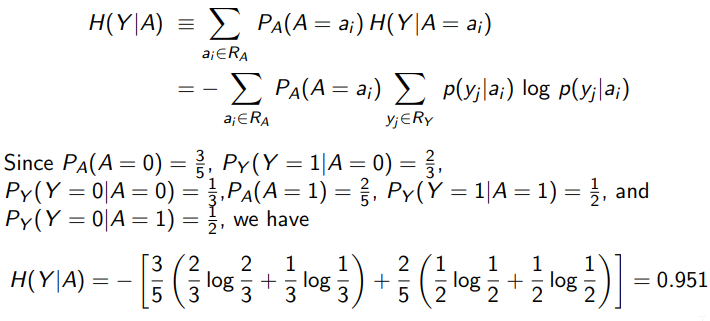 H(Y|A) ≡ ∑_{a_i∈R_A} P_A(A = a_i) H(Y|A = a_i)
= − ∑_{a_i∈R_A} P_A(A = a_i) ∑_{y_j∈R_Y} p(y_j|a_i) log p(y_j|a_i)
Since P_A(A = 0) = 3/5, P_Y(Y = 1|A = 0) = 2/3,
P_Y(Y = 0|A = 0) = 1/3,P_A(A = 1) = 2/5, P_Y(Y = 1|A = 1) = 1/2, and
P_Y(Y = 0|A = 1) = 1/2, we have
H(Y|A) = − [3/5 (2/3 log 2/3 + 1/3 log 1/3) + 2/5 (1/2 log 1/2 + 1/2 log 1/2)] = 0.951